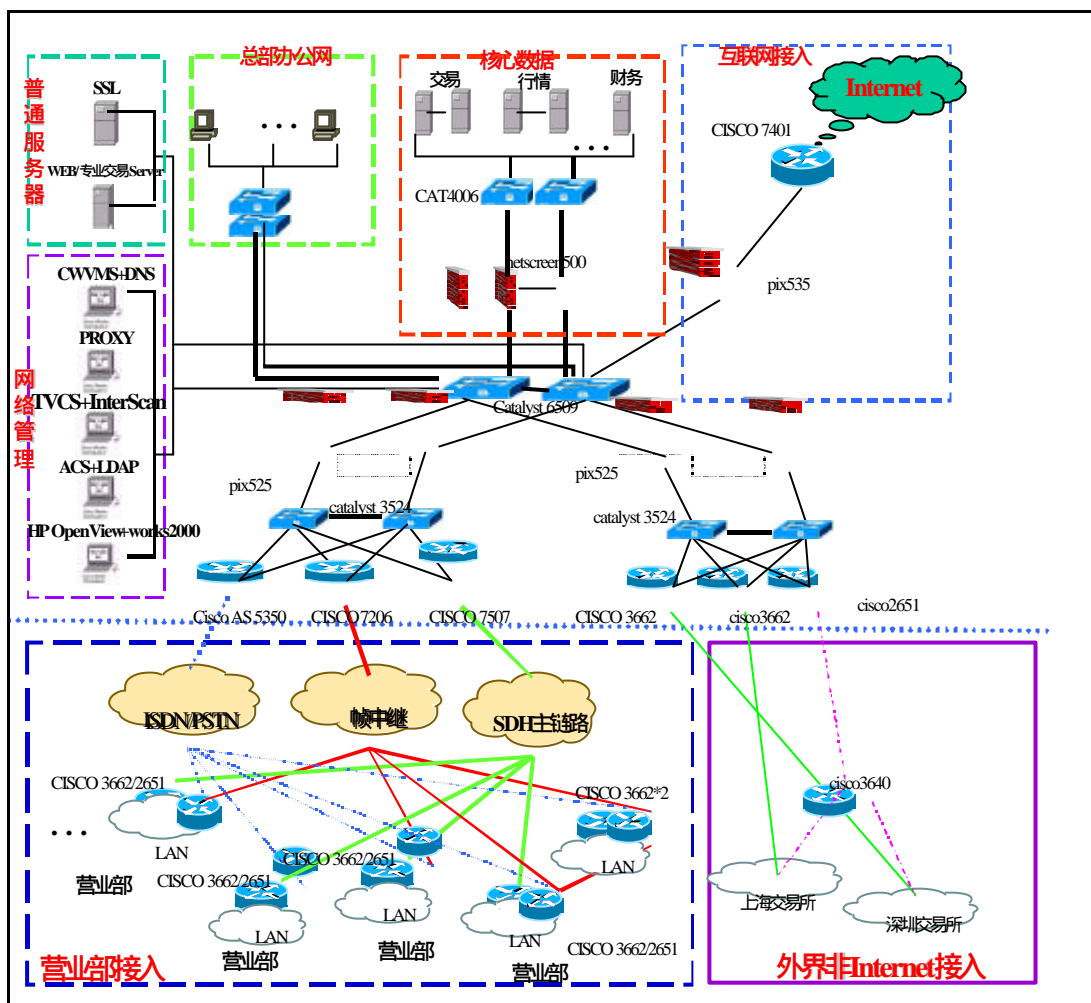 总部办公网
核心数据
互联网接入
普通服务器
SSL
WEB/专业交易Server
交易
行情
财务
Internet
CISCO 7401
CAT4006
netscreen500
pix535
网络管理
CWVMS+DNS
PROXY
TVCS+InterScan
ACS+LDAP
HP OpenView+works2000
Catalyst 6509
pix525
catalyst 3524
pix525
catalyst 3524
Cisco AS 5350
CISCO 7206
CISCO 7507
CISCO 3662
cisco3662
cisco2651
ISDN/PSTN
帧中继
SDH主链路
CISCO 3662/2651
CISCO 3662*2
cisco3640
LAN
营业部
CISCO 3662/2651
CISCO 3662/2651
LAN
LAN
LAN
LAN
CISCO 3662/2651
营业部
营业部
营业部
上海交易所
深圳交易所
营业部接入
外界非Internet接入